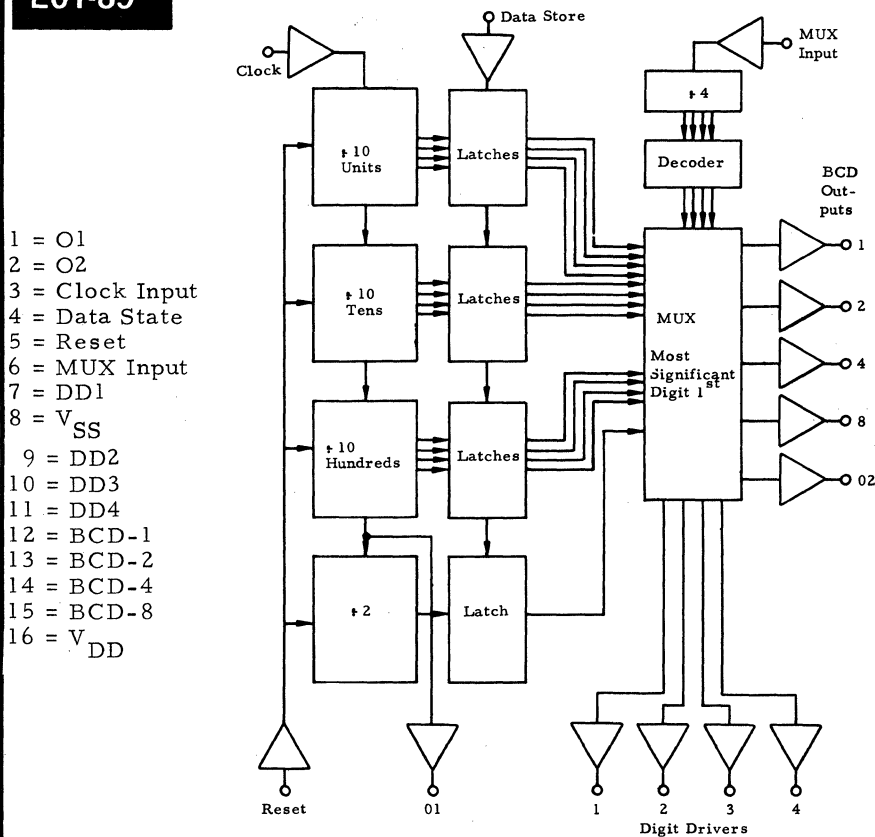 E01-89
Data Store
Clock
MUX
Input
÷ 4
÷ 10
Units
Latches
Decoder
BCD
Out-
puts
1 = O1
2 = O2
3 = Clock Input
4 = Data State
5 = Reset
6 = MUX Input
7 = DD1
8 = VSS
9 = DD2
10 = DD3
11 = DD4
12 = BCD-1
13 = BCD-2
14 = BCD-4
15 = BCD-8
16 = VDD
÷ 10
Tens
Latches
÷ 10
Hundreds
Latches
÷ 2
Latch
MUX
Most
Significant
Digit 1st
1
2
4
8
02
Reset
01
1 2 3 4
Digit Drivers